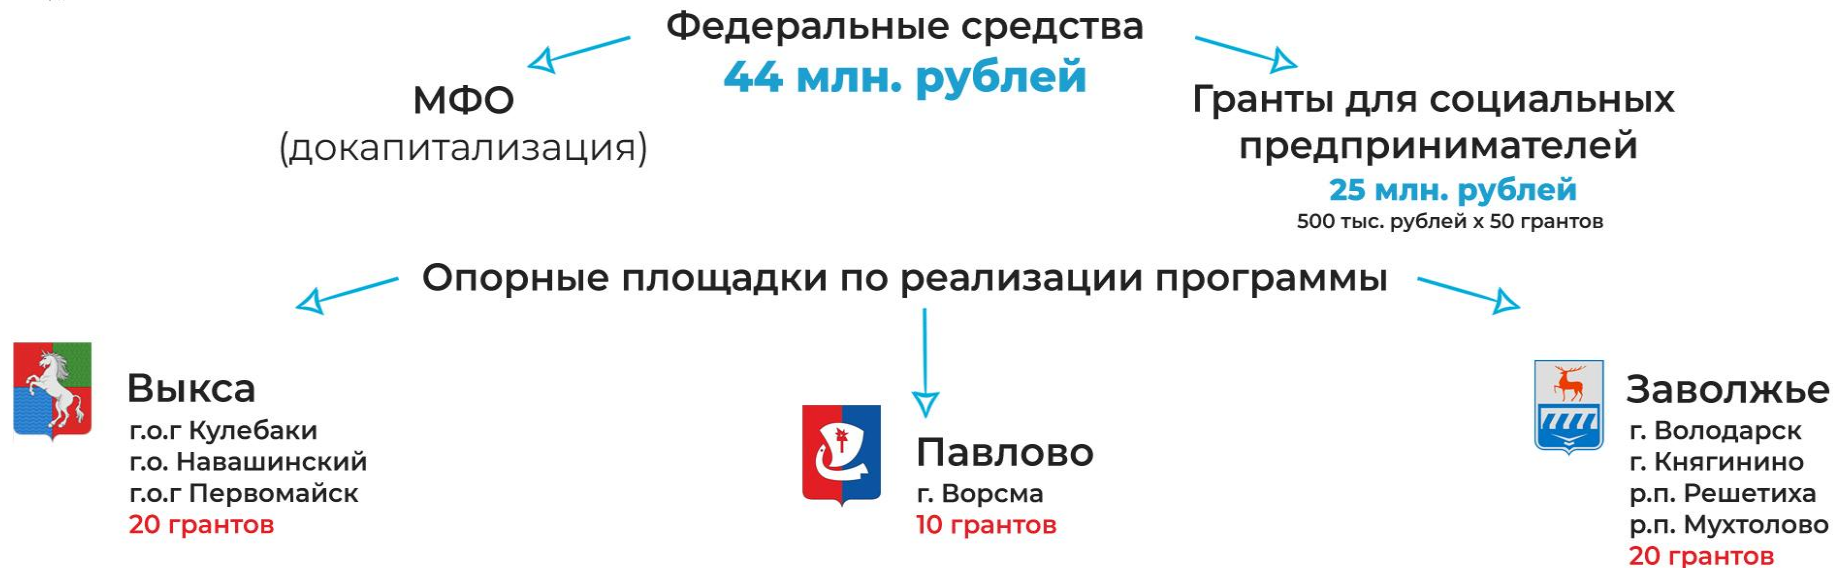 Федеральные средства
44 млн. рублей
МФО
(докапитализация)
Гранты для социальных
предпринимателей
25 млн. рублей
500 тыс. рублей х 50 грантов
Опорные площадки по реализации программы
Выкса
г.о.г Кулебаки
г.о. Навашинский
г.о.г Первомайск
20 грантов
Павлово
г. Ворсма
10 грантов
Заволжье
г. Володарск
г. Княгинино
р.п. Решетиха
р.п. Мухтолово
20 грантов